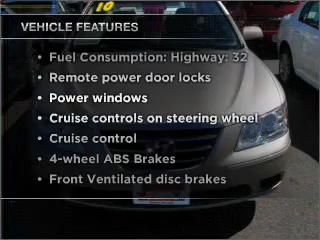 10
VEHICLE FEATURES
• Fuel Consumption: Highway: 32
• Remote power door locks
• Power windows
• Cruise controls on steering wheel
• Cruise control
• 4-wheel ABS Brakes
• Front Ventilated disc brakes